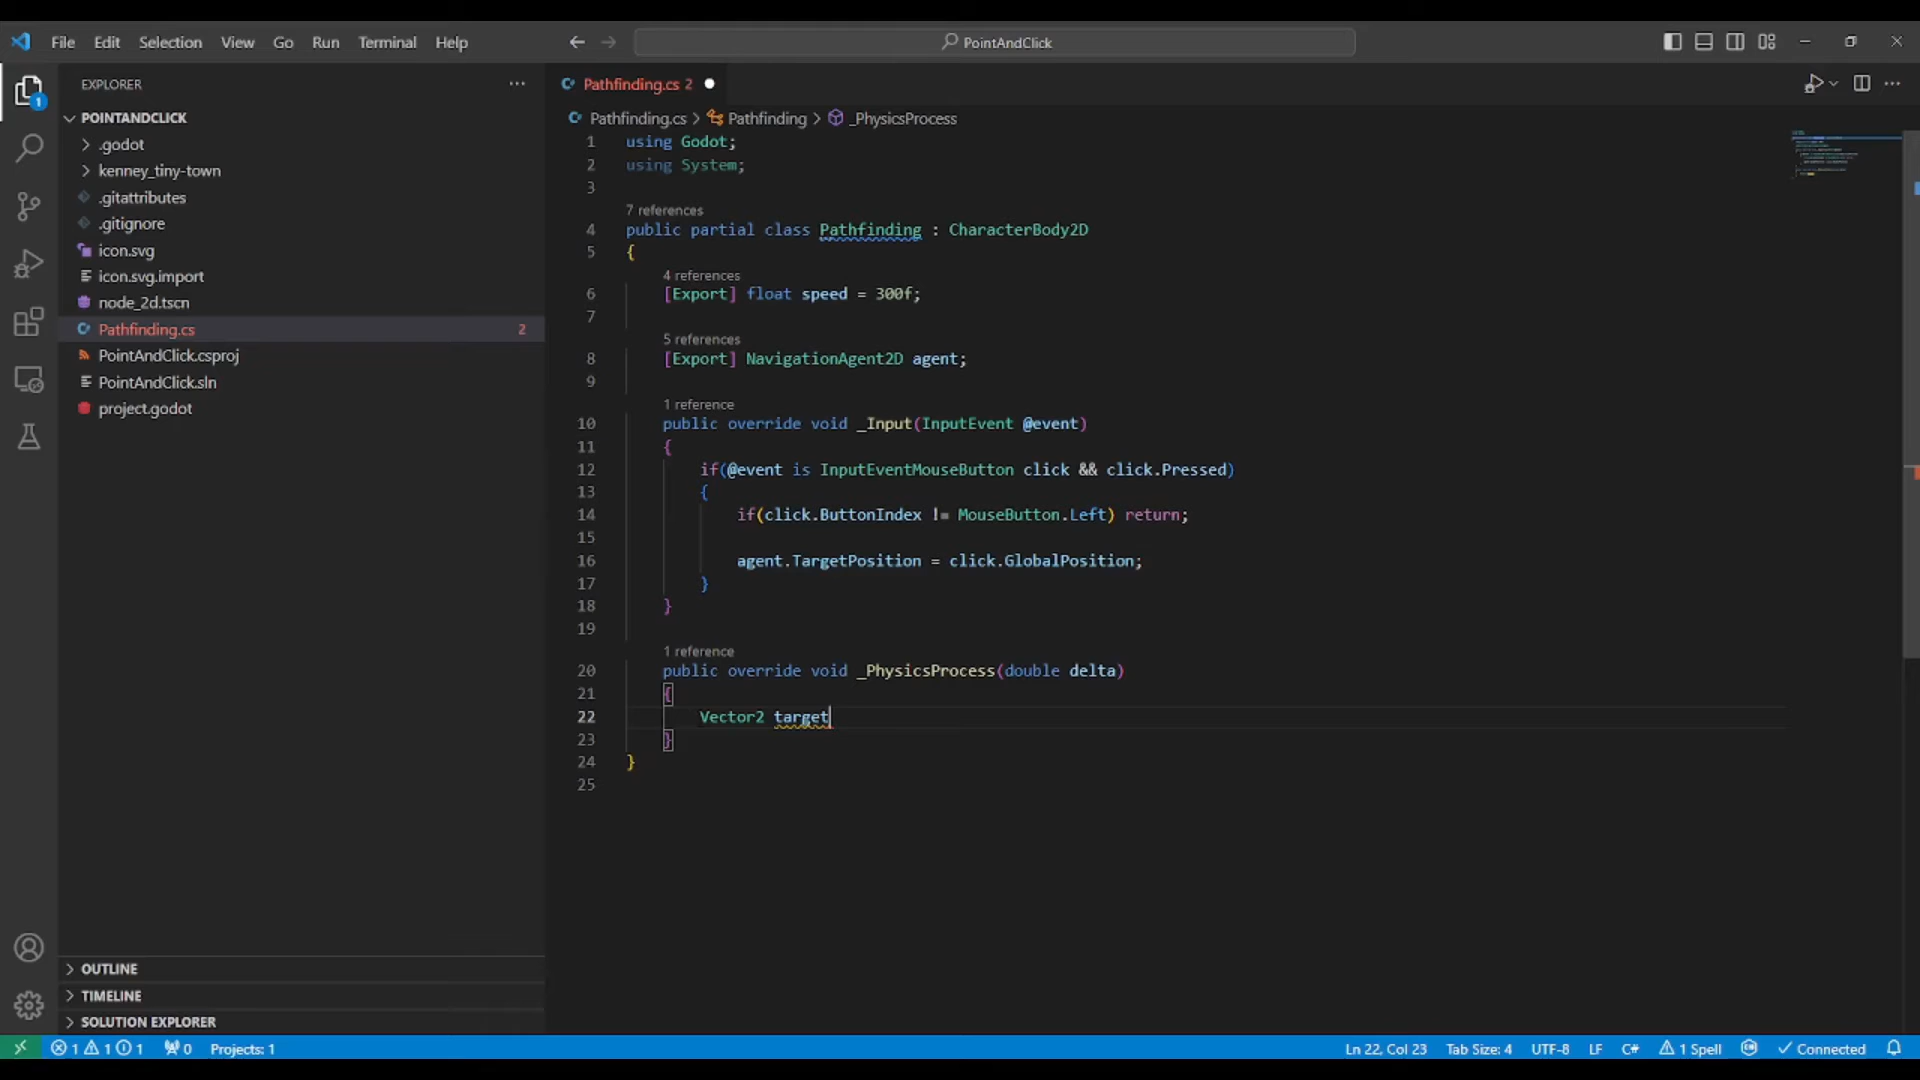 File Edit Selection View Go Run Terminal Help
PointAndClick
EXPLORER
POINTANDCLICK
.godot
kenney_tiny-town
.gitattributes
.gitignore
icon.svg
icon.svg.import
node_2d.tscn
Pathfinding.cs 2
PointAndClick.csproj
PointAndClick.sln
project.godot
OUTLINE
TIMELINE
SOLUTION EXPLORER
1
Pathfinding.cs 2
Pathfinding.cs > Pathfinding > _PhysicsProcess
1 using Godot;
2 using System;
3
7 references
4 public partial class Pathfinding : CharacterBody2D
5 {
4 references
6 [Export] float speed = 300f;
7
5 references
8 [Export] NavigationAgent2D agent;
9
1 reference
10 public override void _Input(InputEvent @event)
11 {
12 if(@event is InputEventMouseButton click && click.Pressed)
13 {
14 if(click.ButtonIndex != MouseButton.Left) return;
15
16 agent.TargetPosition = click.GlobalPosition;
17 }
18 }
19
1 reference
20 public override void _PhysicsProcess(double delta)
21 {
22 Vector2 target
23 }
24 }
25
1 1 1 0 Projects: 1 Ln 22, Col 23 Tab Size: 4 UTF-8 LF C# 1 Spell Connected